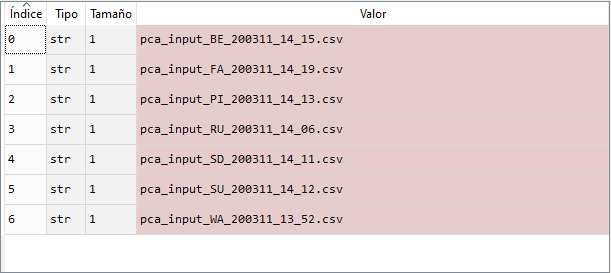 Índice Tipo Tamaño Valor
0 str 1 pca_input_BE_200311_14_15.csv
1 str 1 pca_input_FA_200311_14_19.csv
2 str 1 pca_input_PI_200311_14_13.csv
3 str 1 pca_input_RU_200311_14_06.csv
4 str 1 pca_input_SD_200311_14_11.csv
5 str 1 pca_input_SU_200311_14_12.csv
6 str 1 pca_input_WA_200311_13_52.csv